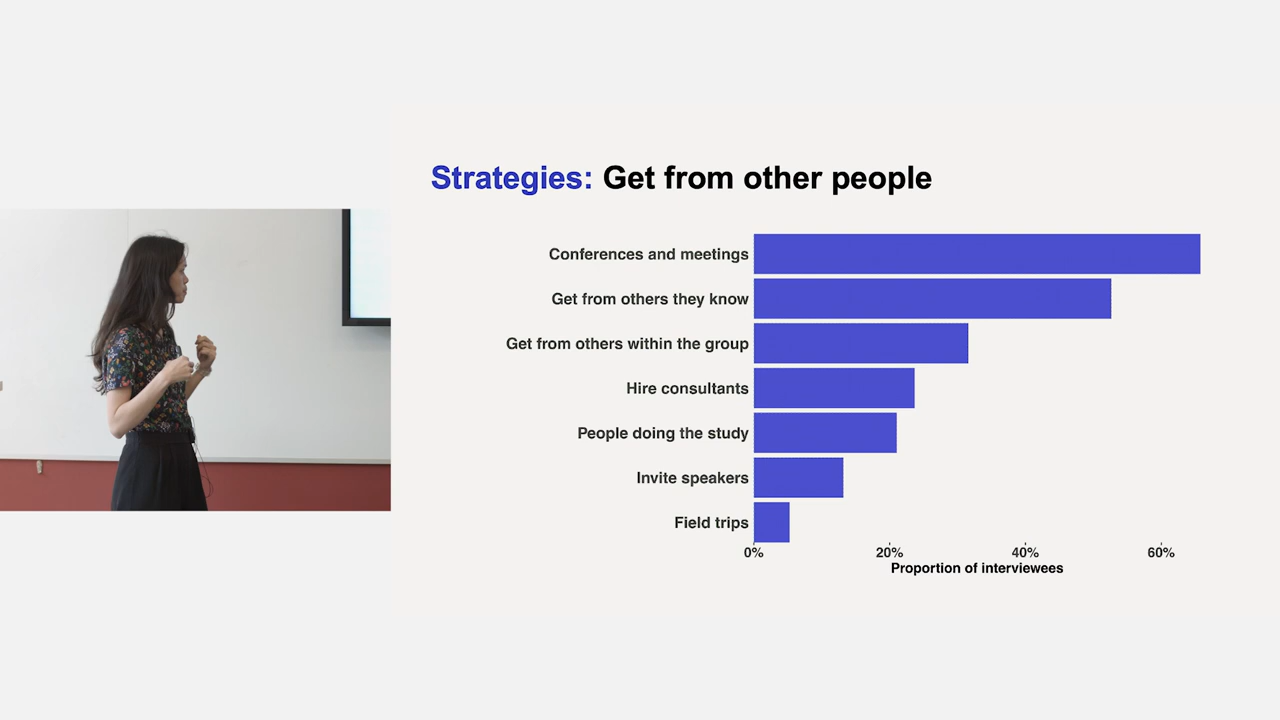 Strategies: Get from other people
Conferences and meetings
Get from others they know
Get from others within the group
Hire consultants
People doing the study
Invite speakers
Field trips
0% 20% 40% 60%
Proportion of interviewees